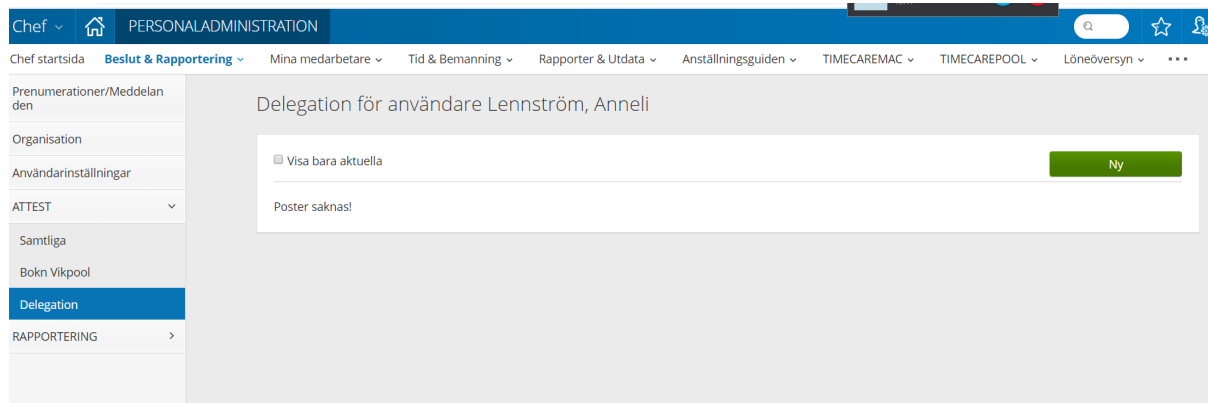 Chef PERSONALADMINISTRATION
Chef startsida Beslut & Rapportering Mina medarbetare Tid & Bemanning Rapporter & Utdata Anställningsguiden TIMECAREMAC TIMECAREPOOL Löneöversyn ...
Prenumerationer/Meddelan
den
Organisation
Användarinställningar
ATTEST
Samtliga
Bokn Vikpool
Delegation
RAPPORTERING
Delegation för användare Lennström, Anneli
Visa bara aktuella
Ny
Poster saknas!